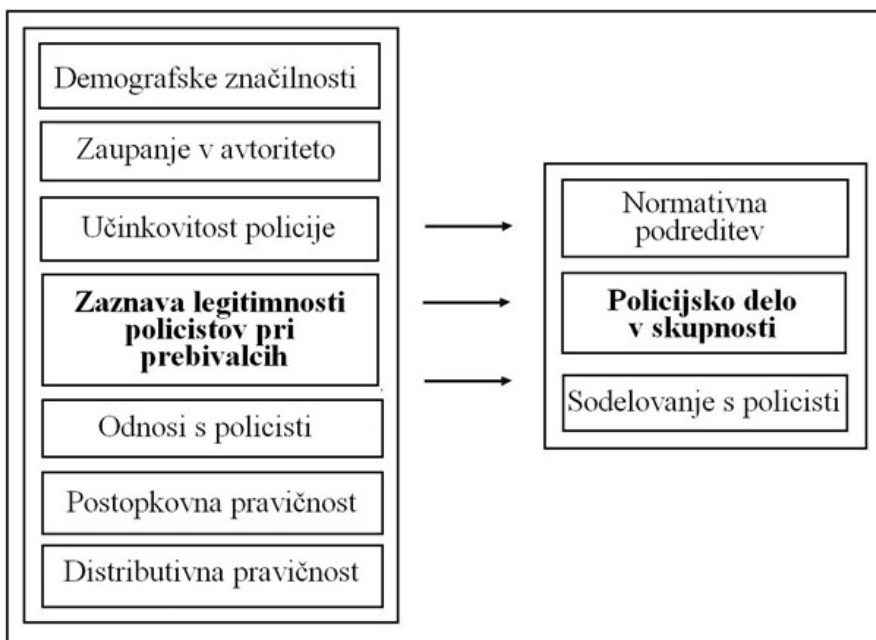 Demografske značilnosti
Zaupanje v avtoriteto
Učinkovitost policije
Zaznava legitimnosti
policistov pri
prebivalcih
Odnosi s policisti
Postopkovna pravičnost
Distributivna pravičnost
Normativna
podreditev
Policijsko delo
v skupnosti
Sodelovanje s policisti